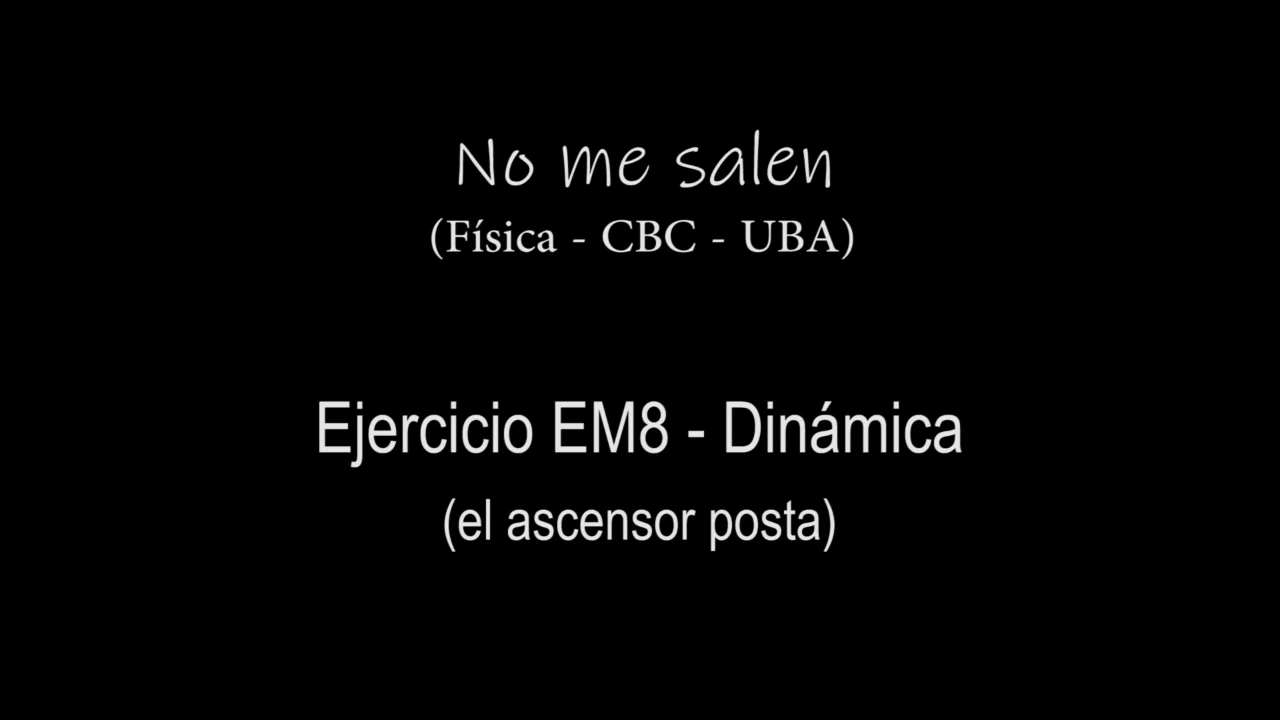 No me salen
(Física - CBC - UBA)
Ejercicio EM8 - Dinámica
(el ascensor posta)